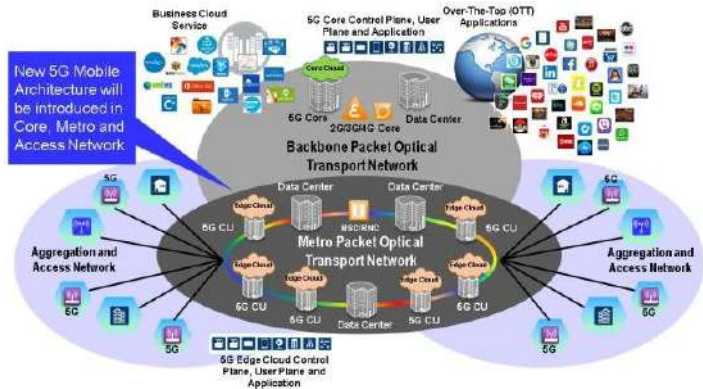 Business Cloud
Service
5G Core Control Plane, User
Plane and Application
Over-The-Top (OTT)
Applications
New 5G Mobile
Architecture will
be introduced in
Core, Metro and
Access Network
Core Cloud
5G Core
2G/3G/4G Core
Data Center
Backbone Packet Optical
Transport Network
5G
5G
Edge Cloud
Data Center
Data Center
Edge Cloud
5G CU
BSC/RNC
5G CU
Aggregation and
Access Network
Metro Packet Optical
Transport Network
Aggregation and
Access Network
Edge Cloud
Edge Cloud
Edge Cloud
Edge Cloud
5G
5G CU
5G CU
Data Center
5G CU
5G CU
5G
5G
5G
5G Edge Cloud Control
Plane, User Plane and
Application